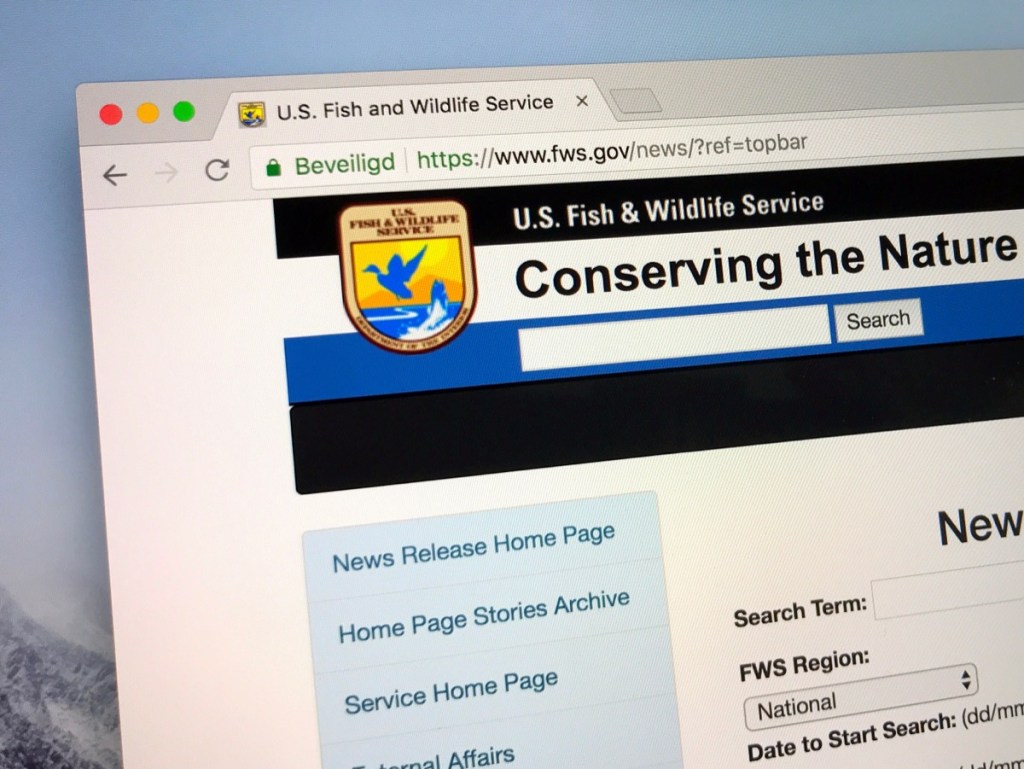 U.S. Fish and Wildlife Service
Beveiligd https://www.fws.gov/news/?ref=topbar
U.S.
FISH & WILDLIFE
SERVICE
DEPARTMENT OF THE INTERIOR
U.S. Fish & Wildlife Service
Conserving the Nature
Search
News Release Home Page
Home Page Stories Archive
Service Home Page
ternal Affairs
New
Search Term:
FWS Region:
National
Date to Start Search: (dd/mm